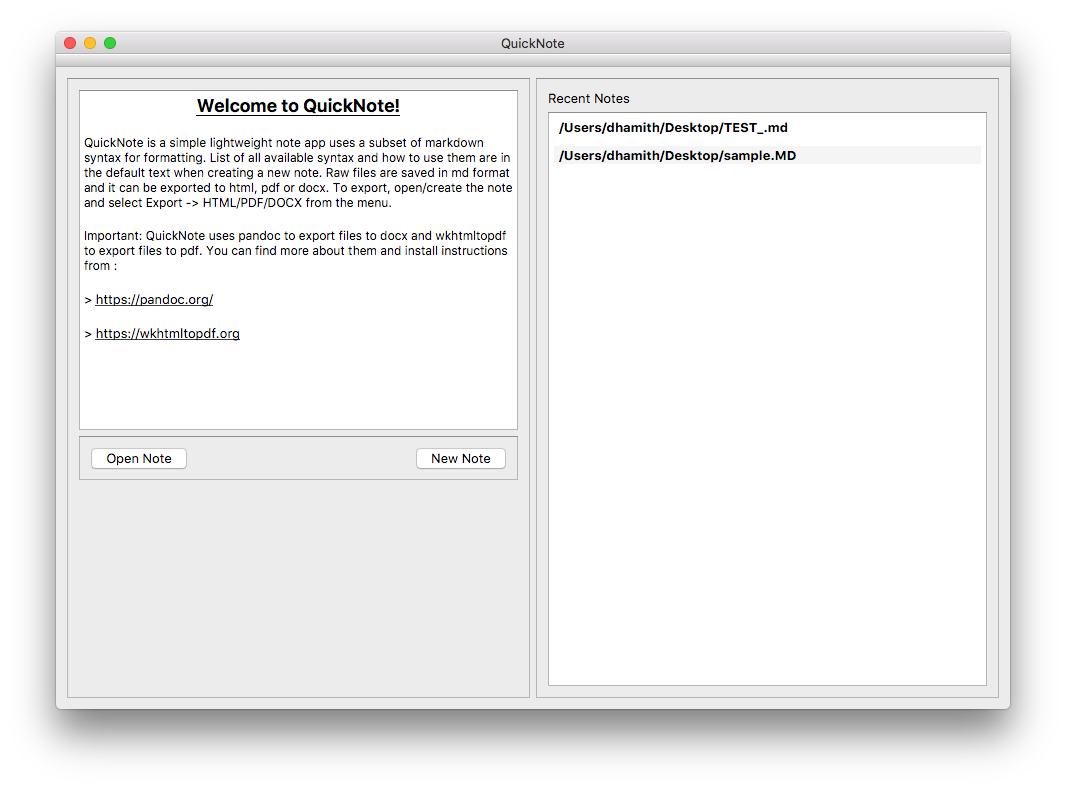 QuickNote
Welcome to QuickNote!
QuickNote is a simple lightweight note app uses a subset of markdown
syntax for formatting. List of all available syntax and how to use them are in
the default text when creating a new note. Raw files are saved in md format
and it can be exported to html, pdf or docx. To export, open/create the note
and select Export -> HTML/PDF/DOCX from the menu.
Important: QuickNote uses pandoc to export files to docx and wkhtmltopdf
to export files to pdf. You can find more about them and install instructions
from :
> https://pandoc.org/
> https://wkhtmltopdf.org
Open Note
New Note
Recent Notes
/Users/dhamith/Desktop/TEST_.md
/Users/dhamith/Desktop/sample.MD